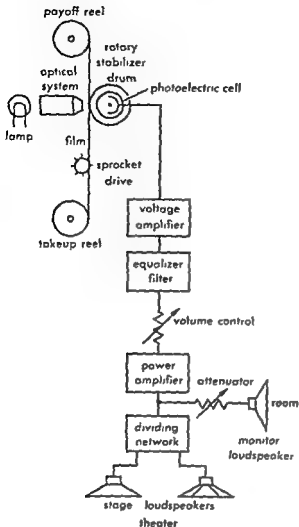 payoff reel
rotary
stabilizer
drum
optical
system
photoelectric cell
lamp
film
sprocket
drive
takeup reel
voltage
amplifier
equalizer
filter
volume control
power
amplifier
attenuator
room
monitor
loudspeaker
dividing
network
stage loudspeakers
theater